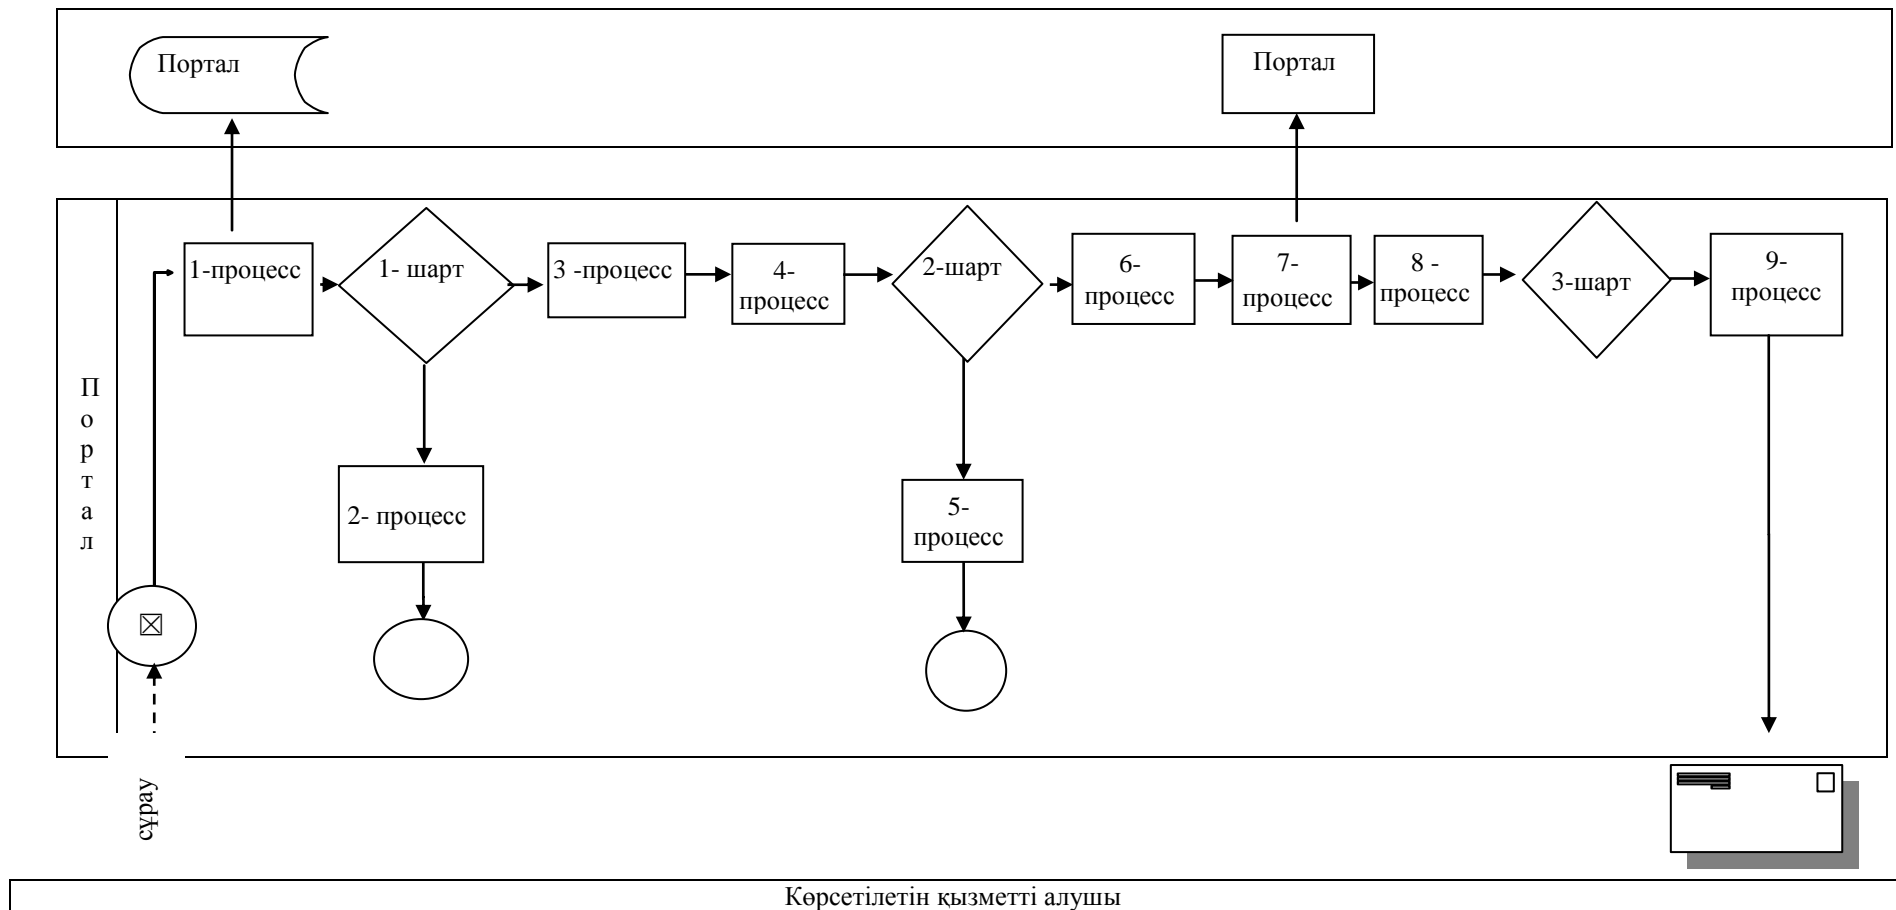 Портал
Портал
1-процесс
1- шарт
3 -процесс
4-
процесс
2-шарт
6-
процесс
7-
процесс
8 -
процесс
3-шарт
9-
процесс
Портал
2- процесс
5-
процесс
сұрау
Көрсетілетін қызметті алушы